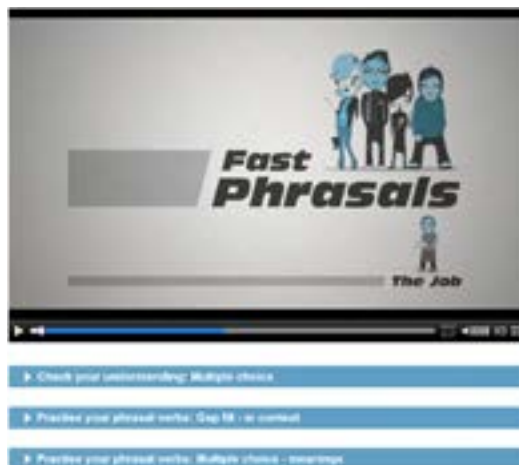 Fast
Phrasals
The Job
Check your understanding: Multiple choice
Practise your phrasal verbs: Gap fill - in context
Practise your phrasal verbs: Multiple choice - meanings